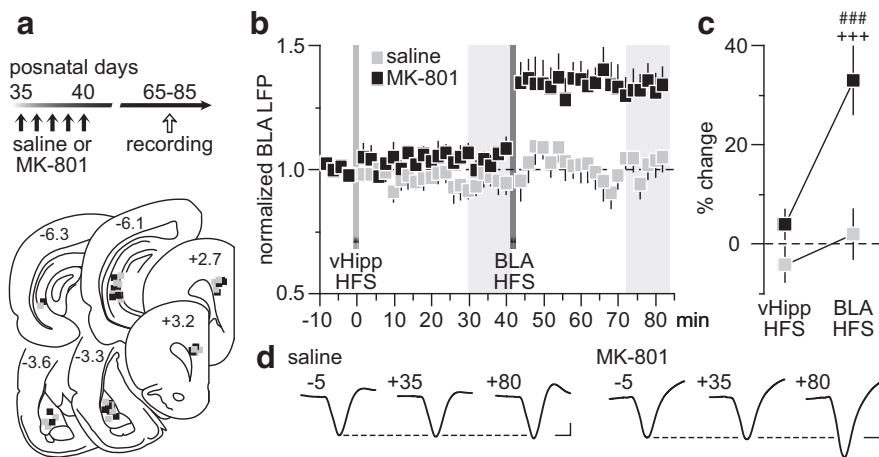 a
posnatal days
35 40 65-85
saline or MK-801
recording
-6.3
-6.1
+2.7
+3.2
-3.6
-3.3
b
normalized BLA LFP
1.5
1.0
0.5
saline
MK-801
vHipp HFS
BLA HFS
-10 0 10 20 30 40 50 60 70 80 min
c
% change
40
20
0
###
+++
vHipp HFS
BLA HFS
d
saline
-5 +35 +80
MK-801
-5 +35 +80